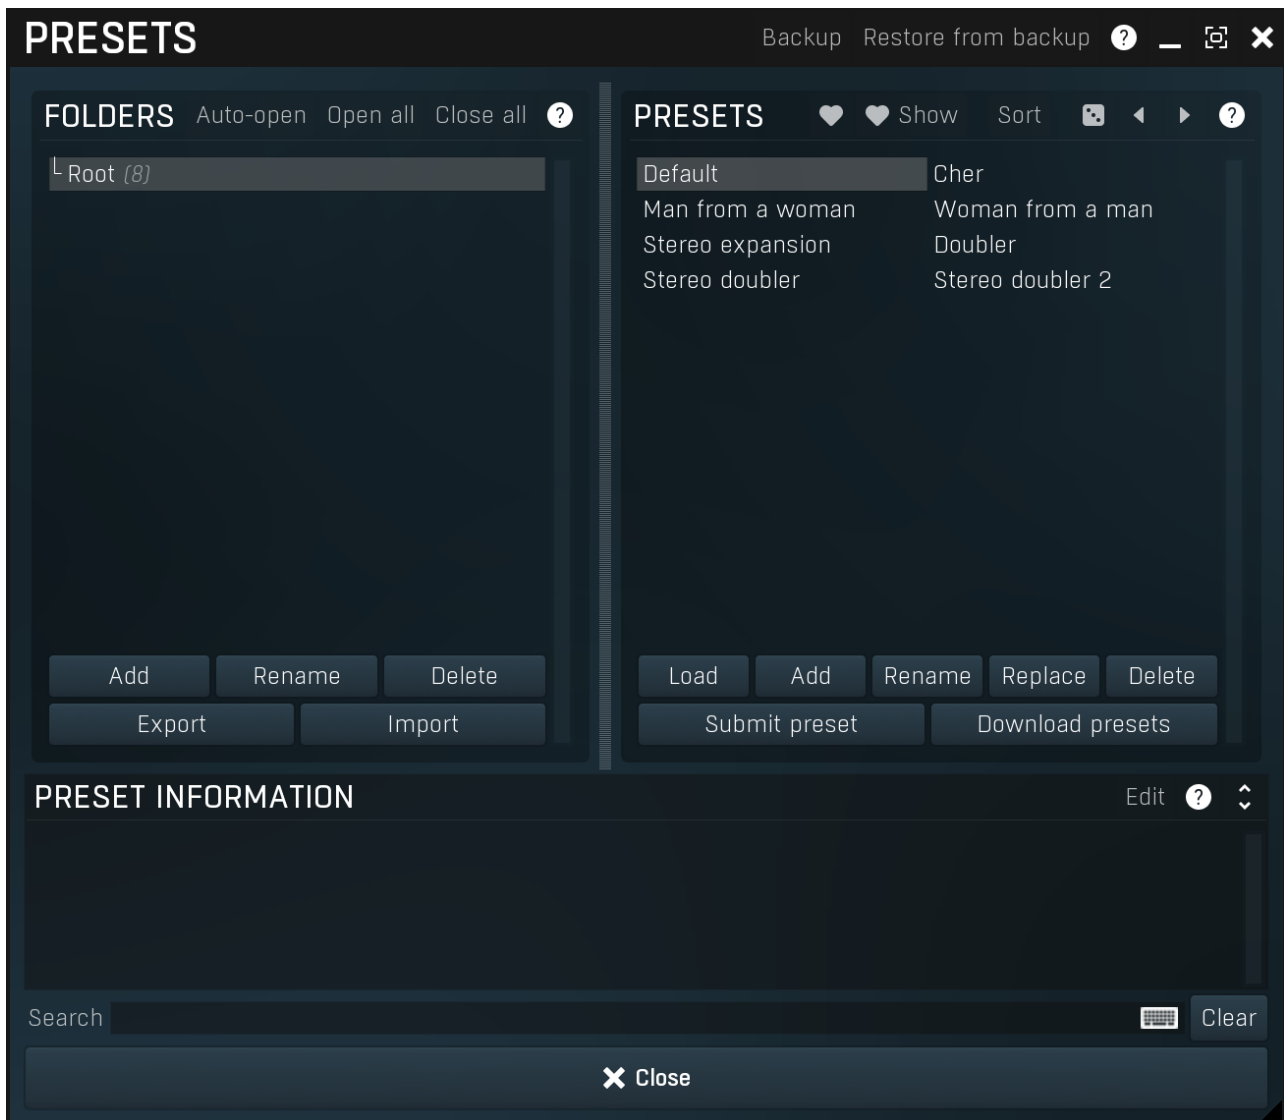 PRESETS Backup Restore from backup ?
FOLDERS Auto-open Open all Close all ?
Root (8)
Add Rename Delete
Export Import
PRESETS Show Sort ?
Default Cher
Man from a woman Woman from a man
Stereo expansion Doubler
Stereo doubler Stereo doubler 2
Load Add Rename Replace Delete
Submit preset Download presets
PRESET INFORMATION Edit ?
Search Clear
Close